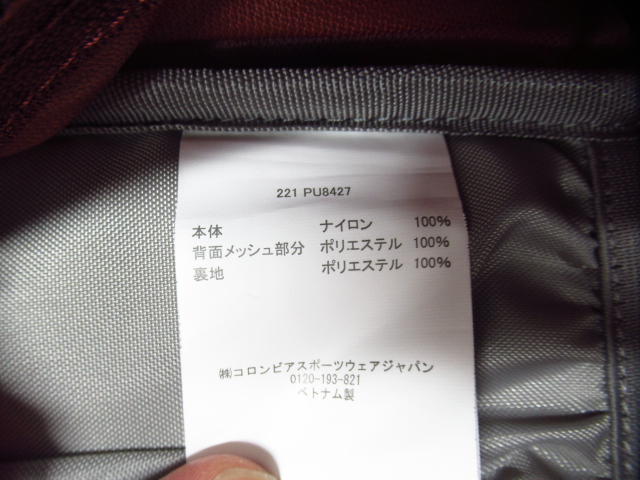 221 PU8427
本体 ナイロン 100%
背面メッシュ部分 ポリエステル 100%
裏地 ポリエステル 100%
㈱コロンビアスポーツウェアジャパン
0120-193-821
ベトナム製